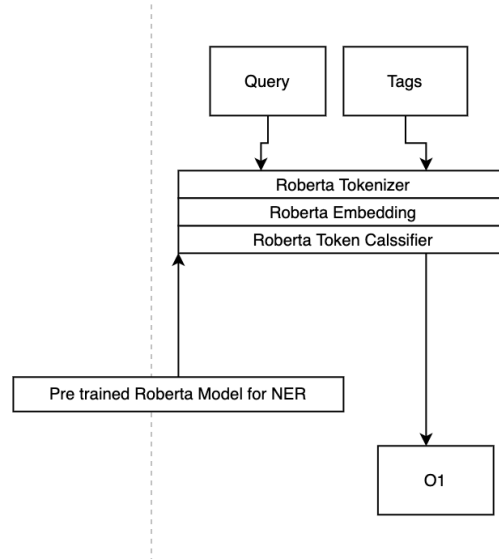 Query
Tags
Roberta Tokenizer
Roberta Embedding
Roberta Token Calssifier
Pre trained Roberta Model for NER
O1